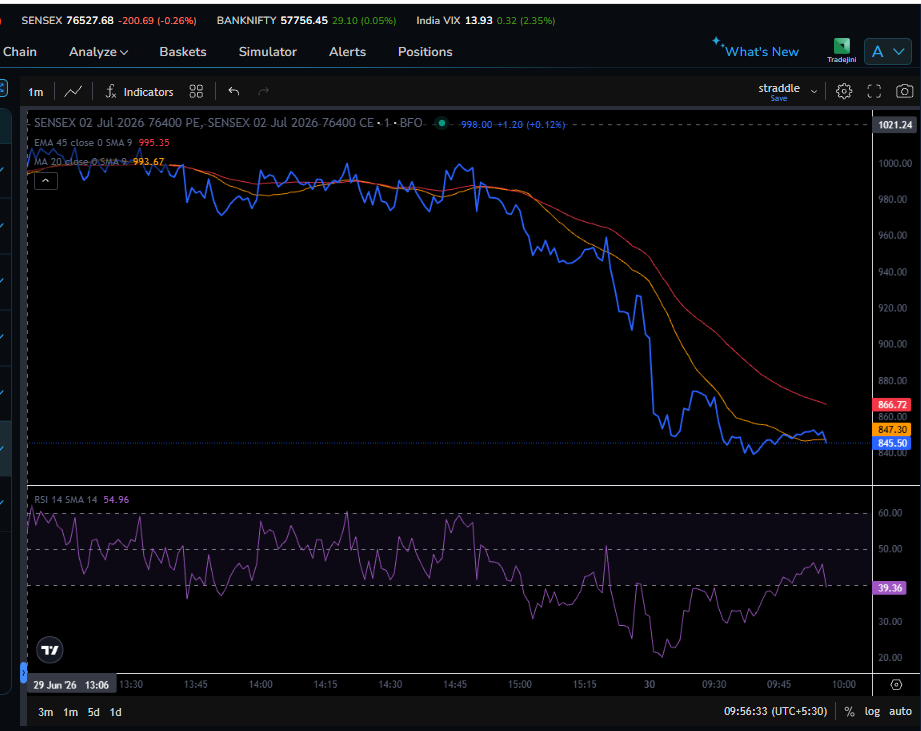 SENSEX 76527.68 -200.69 (-0.26%) BANKNIFTY 57756.45 29.10 (0.05%) India VIX 13.93 0.32 (2.35%)
Chain Analyze Baskets Simulator Alerts Positions What's New Tradejini A
1m Indicators straddle
Save
SENSEX 02 Jul 2026 76400 PE, SENSEX 02 Jul 2026 76400 CE • 1 • BFO 998.00 +1.20 (+0.12%) 1021.24
EMA 45 close 0 SMA 9 995.35
MA 20 close 0 SMA 9 993.67
1000.00
980.00
960.00
940.00
920.00
900.00
880.00
866.72
860.00
847.30
845.50
840.00
RSI 14 SMA 14 54.96
60.00
50.00
39.36
30.00
20.00
29 Jun '26 13:06 13:30 13:45 14:00 14:15 14:30 14:45 15:00 15:15 30 09:30 09:45 10:00
3m 1m 5d 1d 09:56:33 (UTC+5:30) % log auto